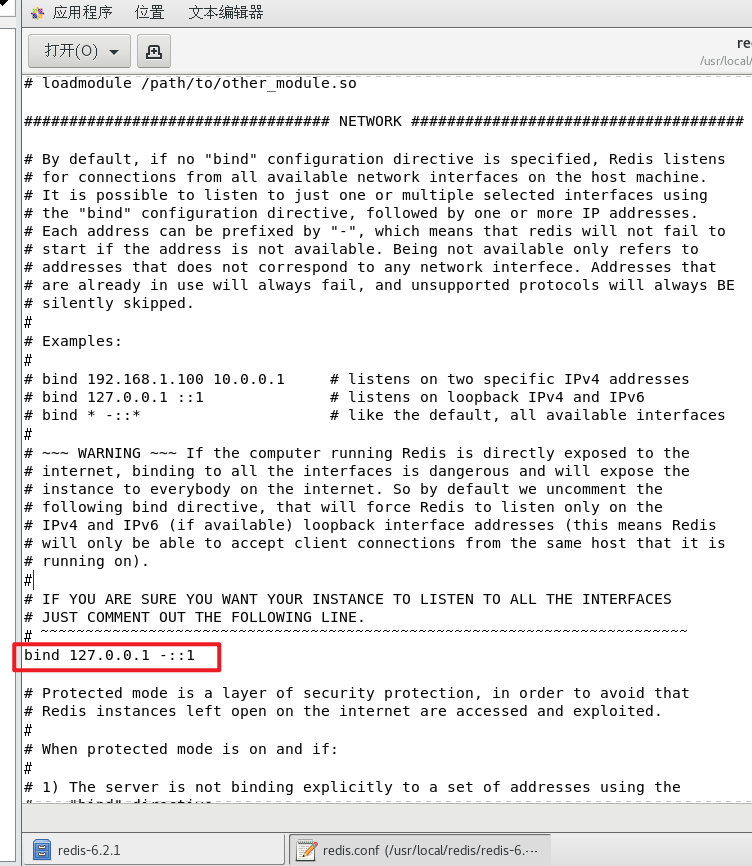 应用程序 位置 文本编辑器
打开(O) re
/usr/local/
# loadmodule /path/to/other_module.so
################################## NETWORK #####################################
# By default, if no "bind" configuration directive is specified, Redis listens
# for connections from all available network interfaces on the host machine.
# It is possible to listen to just one or multiple selected interfaces using
# the "bind" configuration directive, followed by one or more IP addresses.
# Each address can be prefixed by "-", which means that redis will not fail to
# start if the address is not available. Being not available only refers to
# addresses that does not correspond to any network interfece. Addresses that
# are already in use will always fail, and unsupported protocols will always BE
# silently skipped.
#
# Examples:
#
# bind 192.168.1.100 10.0.0.1     # listens on two specific IPv4 addresses
# bind 127.0.0.1 ::1              # listens on loopback IPv4 and IPv6
# bind * -::*                     # like the default, all available interfaces
#
# ~~~ WARNING ~~~ If the computer running Redis is directly exposed to the
# internet, binding to all the interfaces is dangerous and will expose the
# instance to everybody on the internet. So by default we uncomment the
# following bind directive, that will force Redis to listen only on the
# IPv4 and IPv6 (if available) loopback interface addresses (this means Redis
# will only be able to accept client connections from the same host that it is
# running on).
#
# IF YOU ARE SURE YOU WANT YOUR INSTANCE TO LISTEN TO ALL THE INTERFACES
# JUST COMMENT OUT THE FOLLOWING LINE.
# ~~~~~~~~~~~~~~~~~~~~~~~~~~~~~~~~~~~~~~~~~~~~~~~~~~~~~~~~~~~~~~~~~~~~~~~~
bind 127.0.0.1 -::1
# Protected mode is a layer of security protection, in order to avoid that
# Redis instances left open on the internet are accessed and exploited.
#
# When protected mode is on and if:
#
# 1) The server is not binding explicitly to a set of addresses using the
#    "bind" directive
redis-6.2.1 redis.conf (/usr/local/redis/redis-6.···